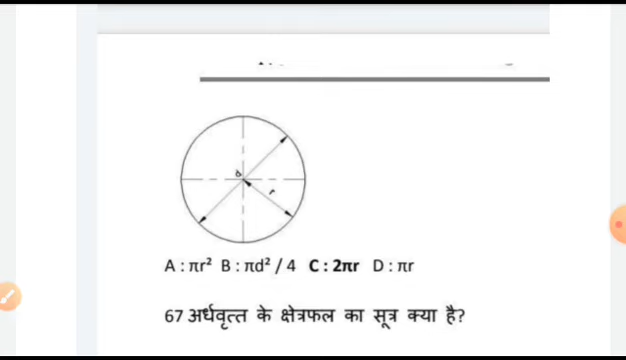 d
r
A : πr² B : πd² / 4 C : 2πr D : πr
67 अर्धवृत्त के क्षेत्रफल का सूत्र क्या है?